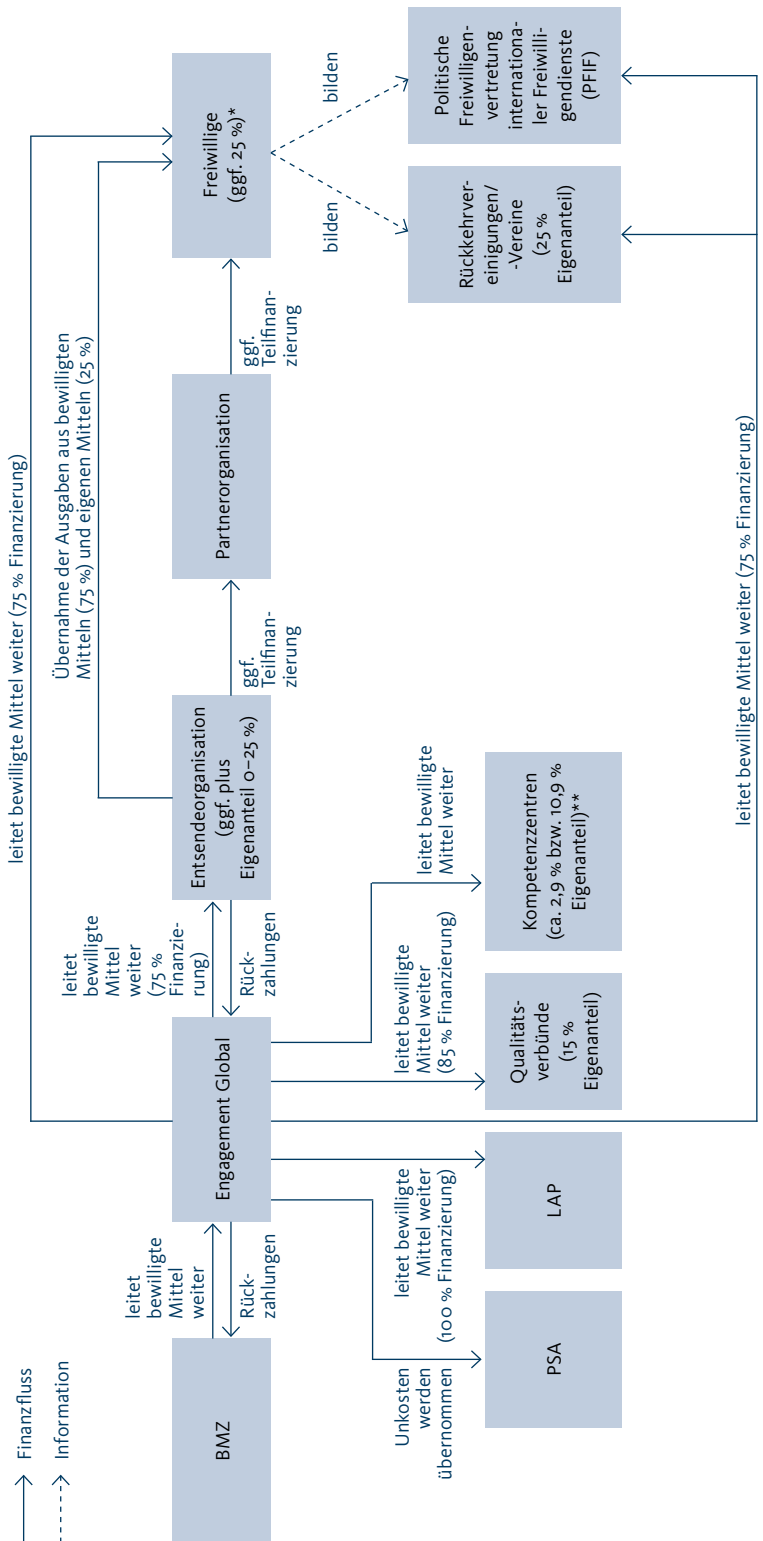 Finanzfluss
Information
BMZ
leitet
bewilligte
Mittel
weiter
Rück-
zahlungen
Engagement Global
leitet bewilligte Mittel weiter (75 % Finanzierung)
leitet
bewilligte
Mittel
weiter
(75 %
Finanzie-
rung)
Rück-
zahlungen
Entsendeorganisation
(ggf. plus
Eigenanteil 0–25 %)
Übernahme der Ausgaben aus bewilligten
Mitteln (75 %) und eigenen Mitteln (25 %)
ggf.
Teilfinan-
zierung
Partnerorganisation
ggf.
Teilfinan-
zierung
Freiwillige
(ggf. 25 %)*
bilden
bilden
Unkosten
werden
übernommen
PSA
leitet bewilligte
Mittel weiter
(100 % Finanzierung)
LAP
leitet bewilligte
Mittel weiter
(85 % Finanzierung)
Qualitäts-
verbünde
(15 %
Eigenanteil)
leitet bewilligte
Mittel weiter
Kompetenzzentren
(ca. 2,9 % bzw. 10,9 %
Eigenanteil)**
Rückkehrver-
einigungen/
-Vereine
(25 %
Eigenanteil)
Politische
Freiwilligen-
vertretung
internationa-
ler Freiwilli-
gendienste
(PFIF)
leitet bewilligte Mittel weiter (75 % Finanzierung)